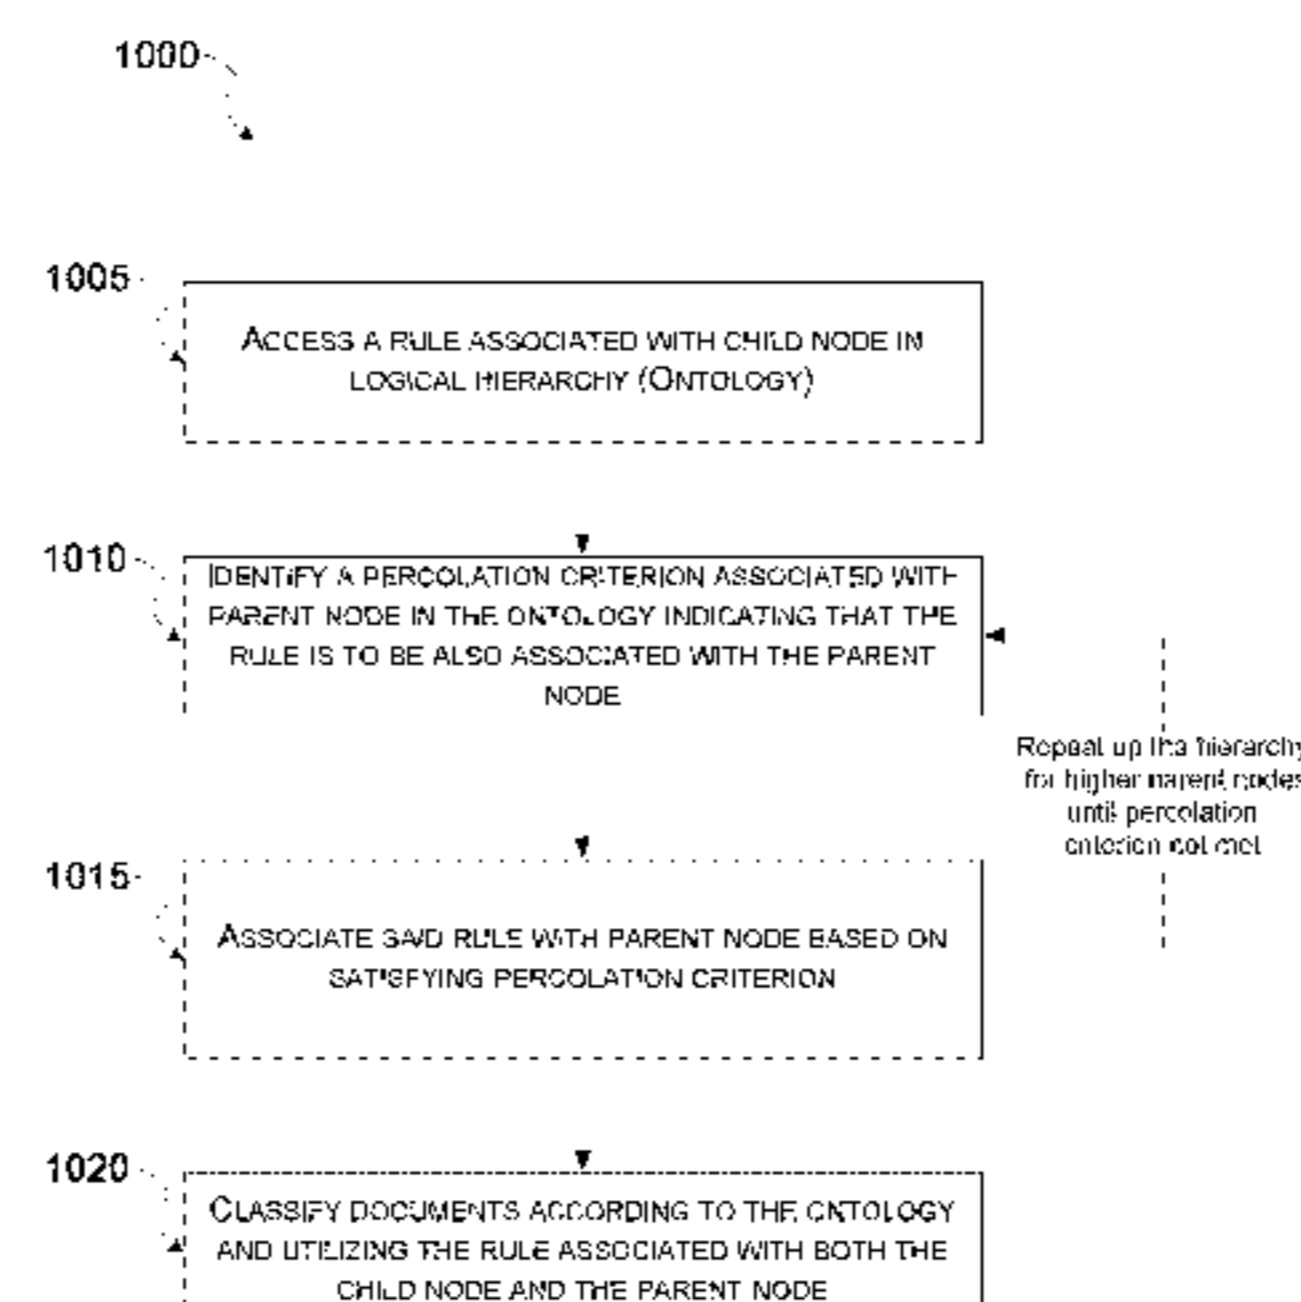 1000
1005
ACCESS A RULE ASSOCIATED WITH CHILD NODE IN
LOGICAL HIERARCHY (ONTOLOGY)
1010
IDENTIFY A PERCOLATION CRITERION ASSOCIATED WITH
PARENT NODE IN THE ONTOLOGY INDICATING THAT THE
RULE IS TO BE ALSO ASSOCIATED WITH THE PARENT
NODE
Repeat up the hierarchy
for higher parent nodes
until percolation
criterion not met
1015
ASSOCIATE SAID RULE WITH PARENT NODE BASED ON
SATISFYING PERCOLATION CRITERION
1020
CLASSIFY DOCUMENTS ACCORDING TO THE ONTOLOGY
AND UTILIZING THE RULE ASSOCIATED WITH BOTH THE
CHILD NODE AND THE PARENT NODE